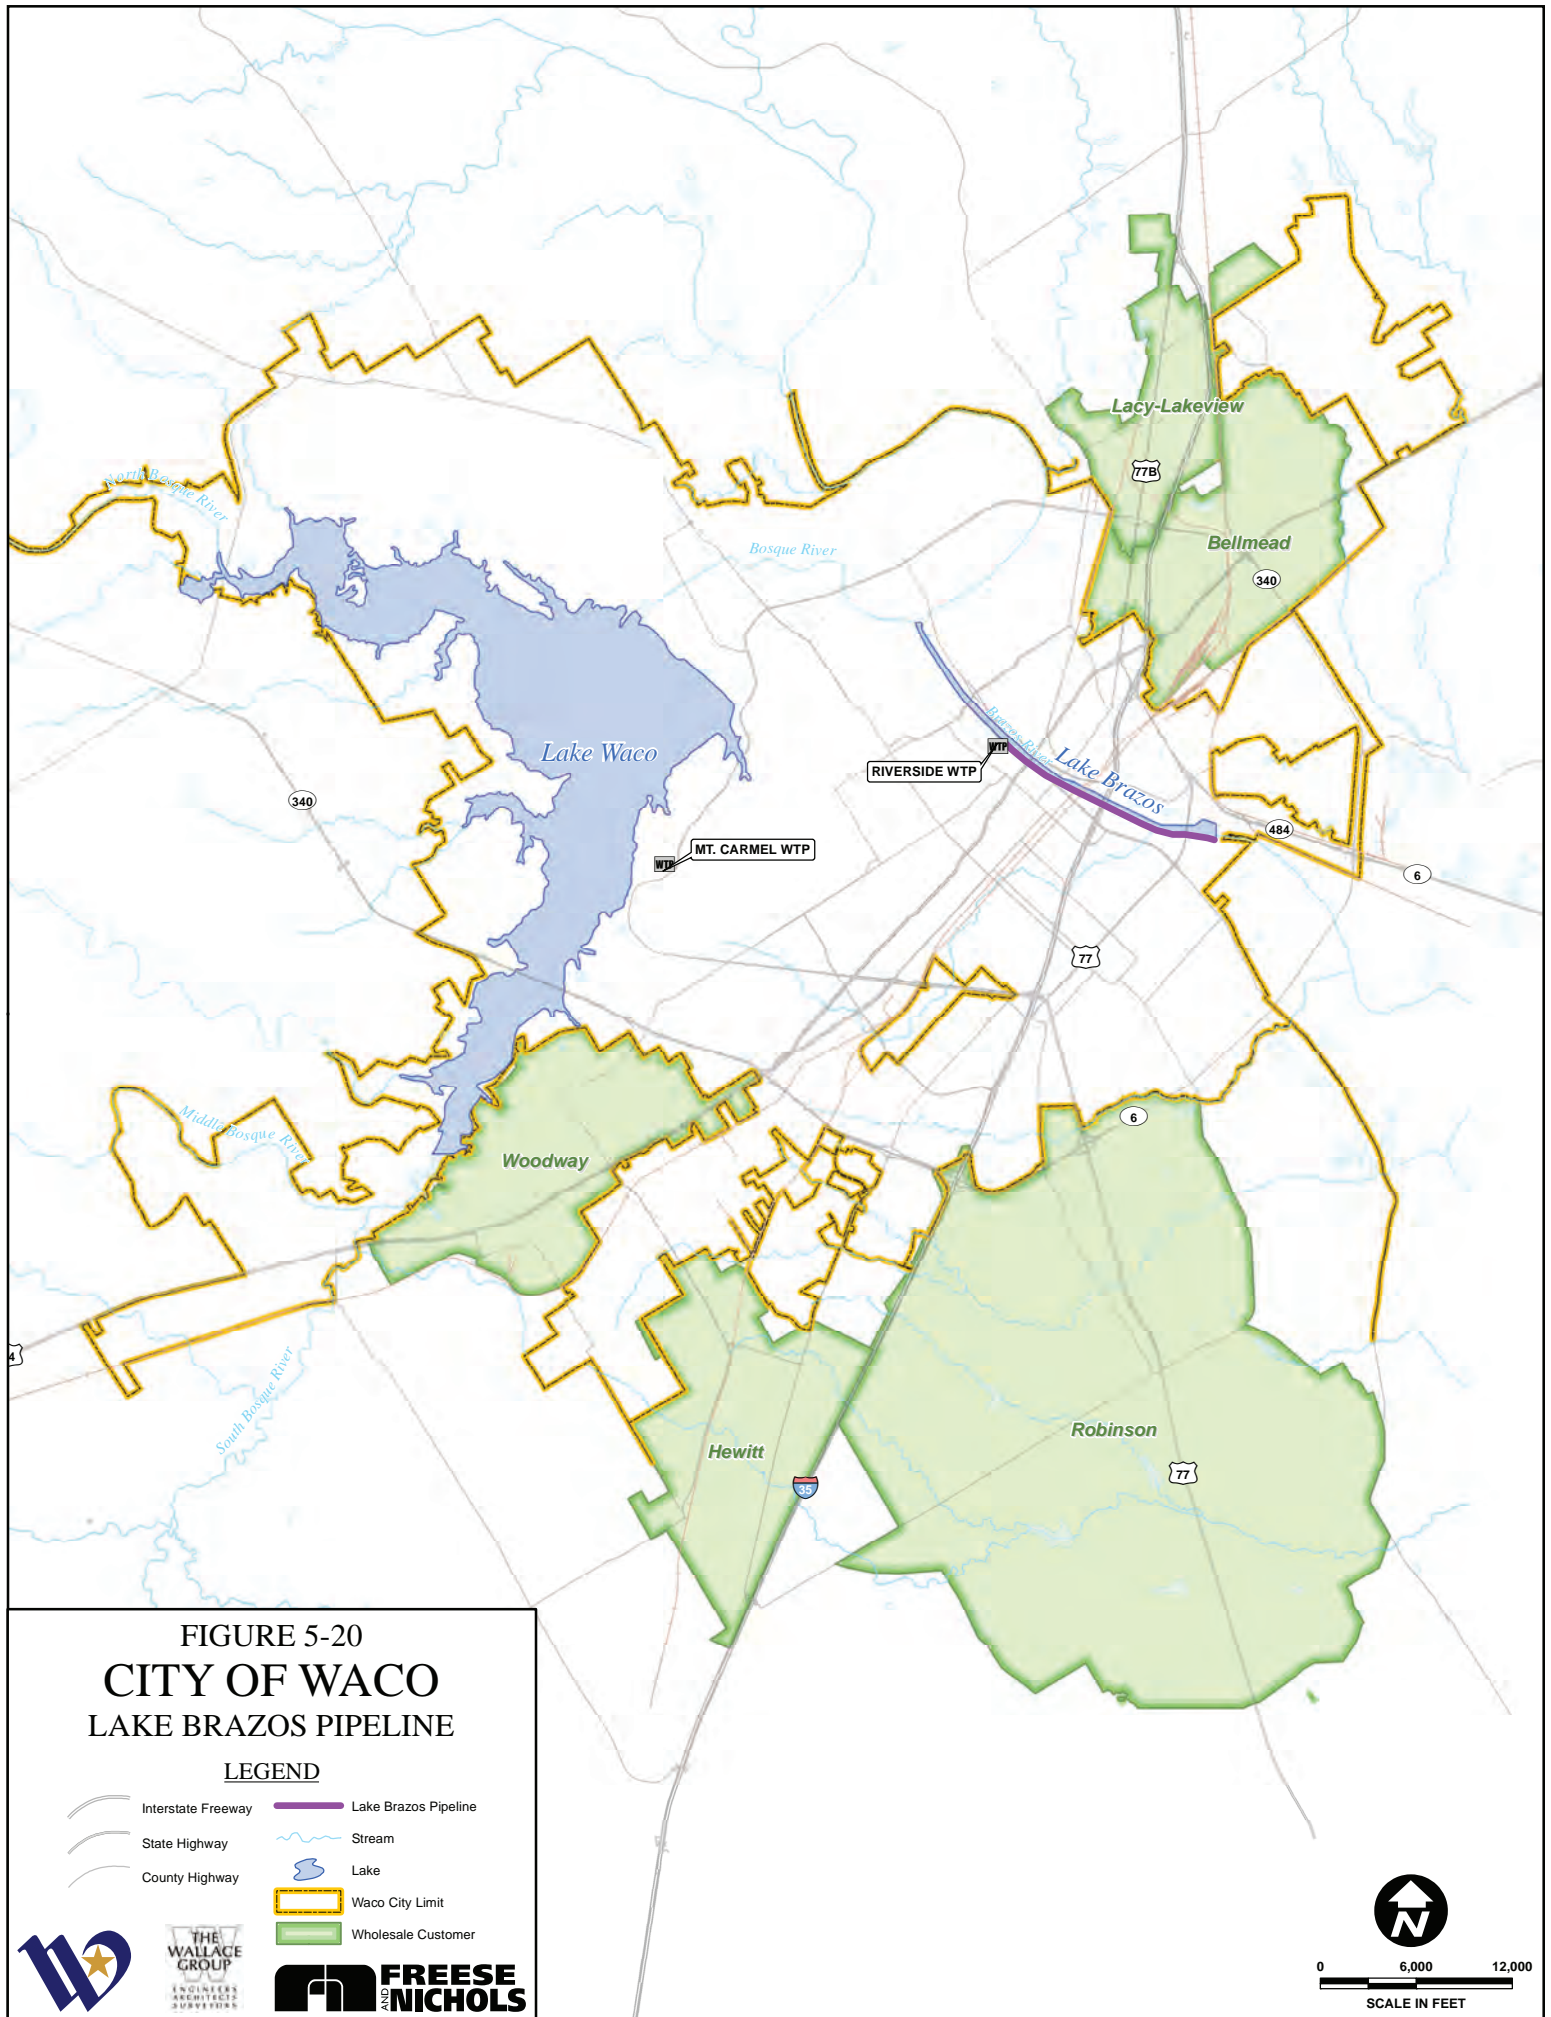 Lacy-Lakeview
77B
North Bosque River
Bosque River
Bellmead
340
Brazos River
Lake Waco
Lake Brazos
WTP
RIVERSIDE WTP
340
484
MT. CARMEL WTP
WTP
6
77
6
Middle Bosque River
Woodway
4
South Bosque River
Robinson
Hewitt
77
35
FIGURE 5-20
CITY OF WACO
LAKE BRAZOS PIPELINE
LEGEND
Interstate Freeway
State Highway
County Highway
Lake Brazos Pipeline
Stream
Lake
Waco City Limit
Wholesale Customer
W
THE
WALLACE
GROUP
ENGINEERS
ARCHITECTS
SURVEYORS
FREESE
AND NICHOLS
N
0 6,000 12,000
SCALE IN FEET